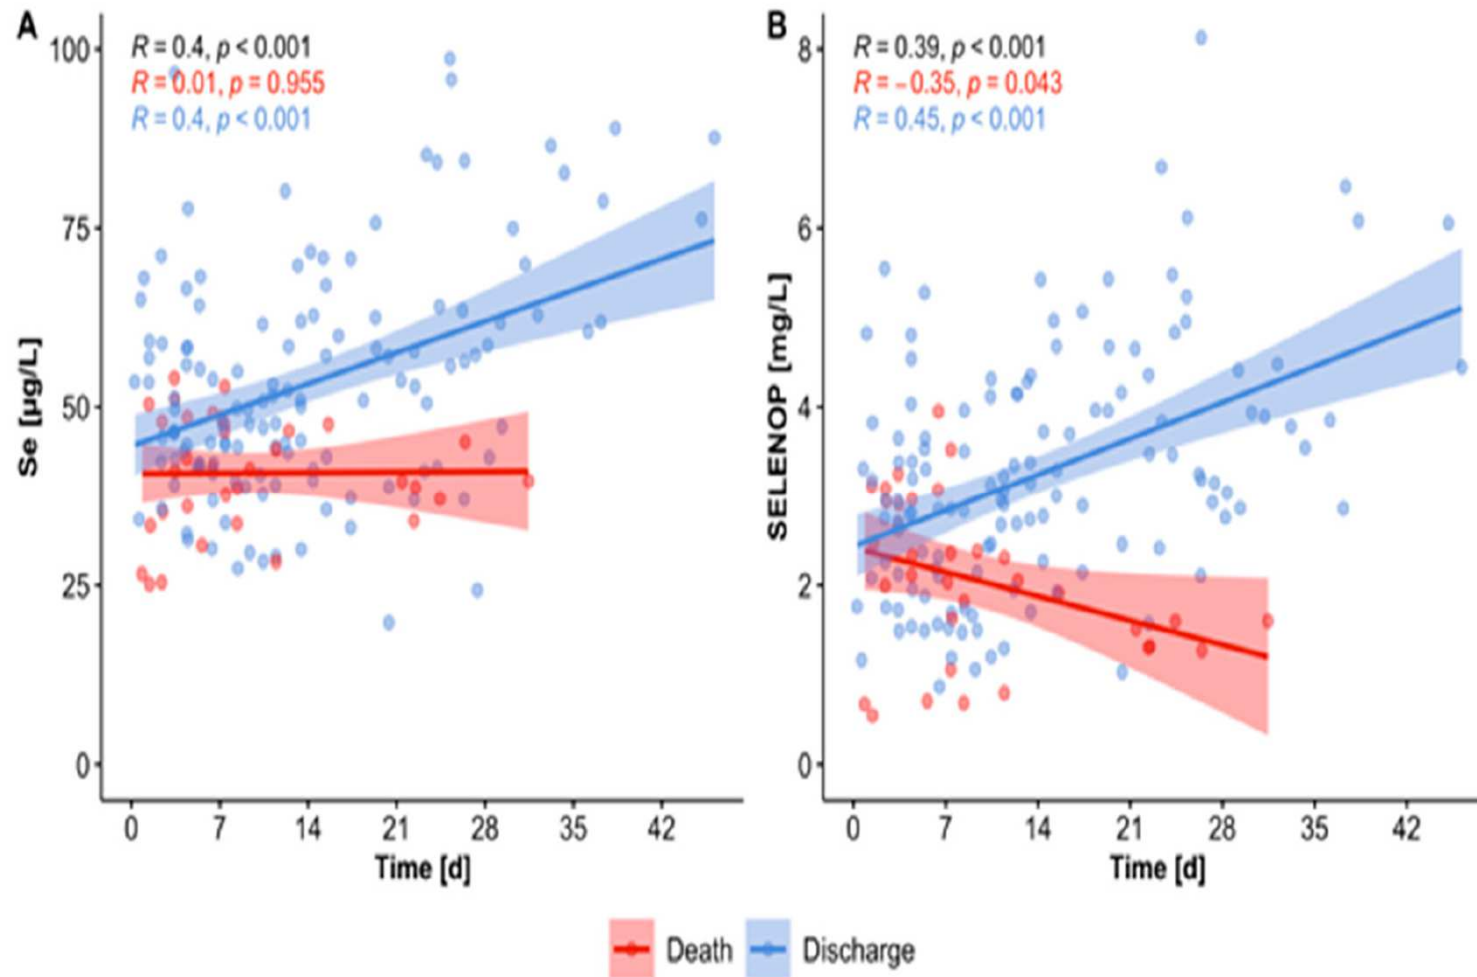 A
R = 0.4, p < 0.001
R = 0.01, p = 0.955
R = 0.4, p < 0.001
Se [µg/L]
100
75
50
25
0
0 7 14 21 28 35 42
Time [d]
B
R = 0.39, p < 0.001
R = −0.35, p = 0.043
R = 0.45, p < 0.001
SELENOP [mg/L]
8
6
4
2
0
0 7 14 21 28 35 42
Time [d]
Death Discharge